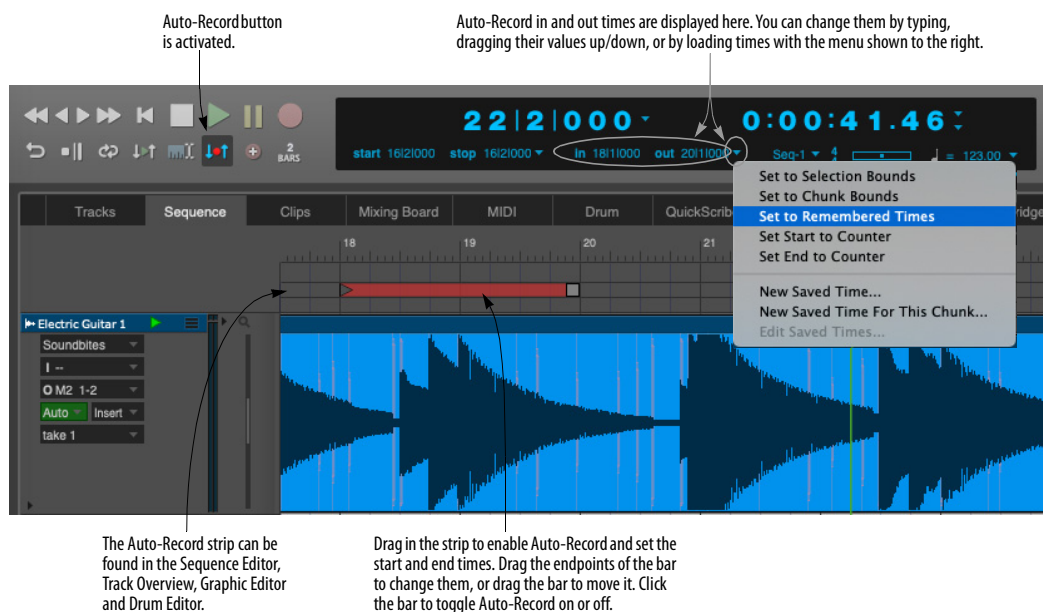 Auto-Record button
is activated.
Auto-Record in and out times are displayed here. You can change them by typing,
dragging their values up/down, or by loading times with the menu shown to the right.
22|2|000
0:00:41.46
2
BARS
start 16|2|000 stop 16|2|000 in 18|1|000 out 20|1|000 Seq-1 4 = 123.00
4
Set to Selection Bounds
Set to Chunk Bounds
Set to Remembered Times
Set Start to Counter
Set End to Counter
New Saved Time...
New Saved Time For This Chunk...
Edit Saved Times...
Tracks Sequence Clips Mixing Board MIDI Drum QuickScrib
18 19 20 21
Electric Guitar 1
Soundbites
I --
O M2 1-2
Auto Insert
take 1
The Auto-Record strip can be
found in the Sequence Editor,
Track Overview, Graphic Editor
and Drum Editor.
Drag in the strip to enable Auto-Record and set the
start and end times. Drag the endpoints of the bar
to change them, or drag the bar to move it. Click
the bar to toggle Auto-Record on or off.